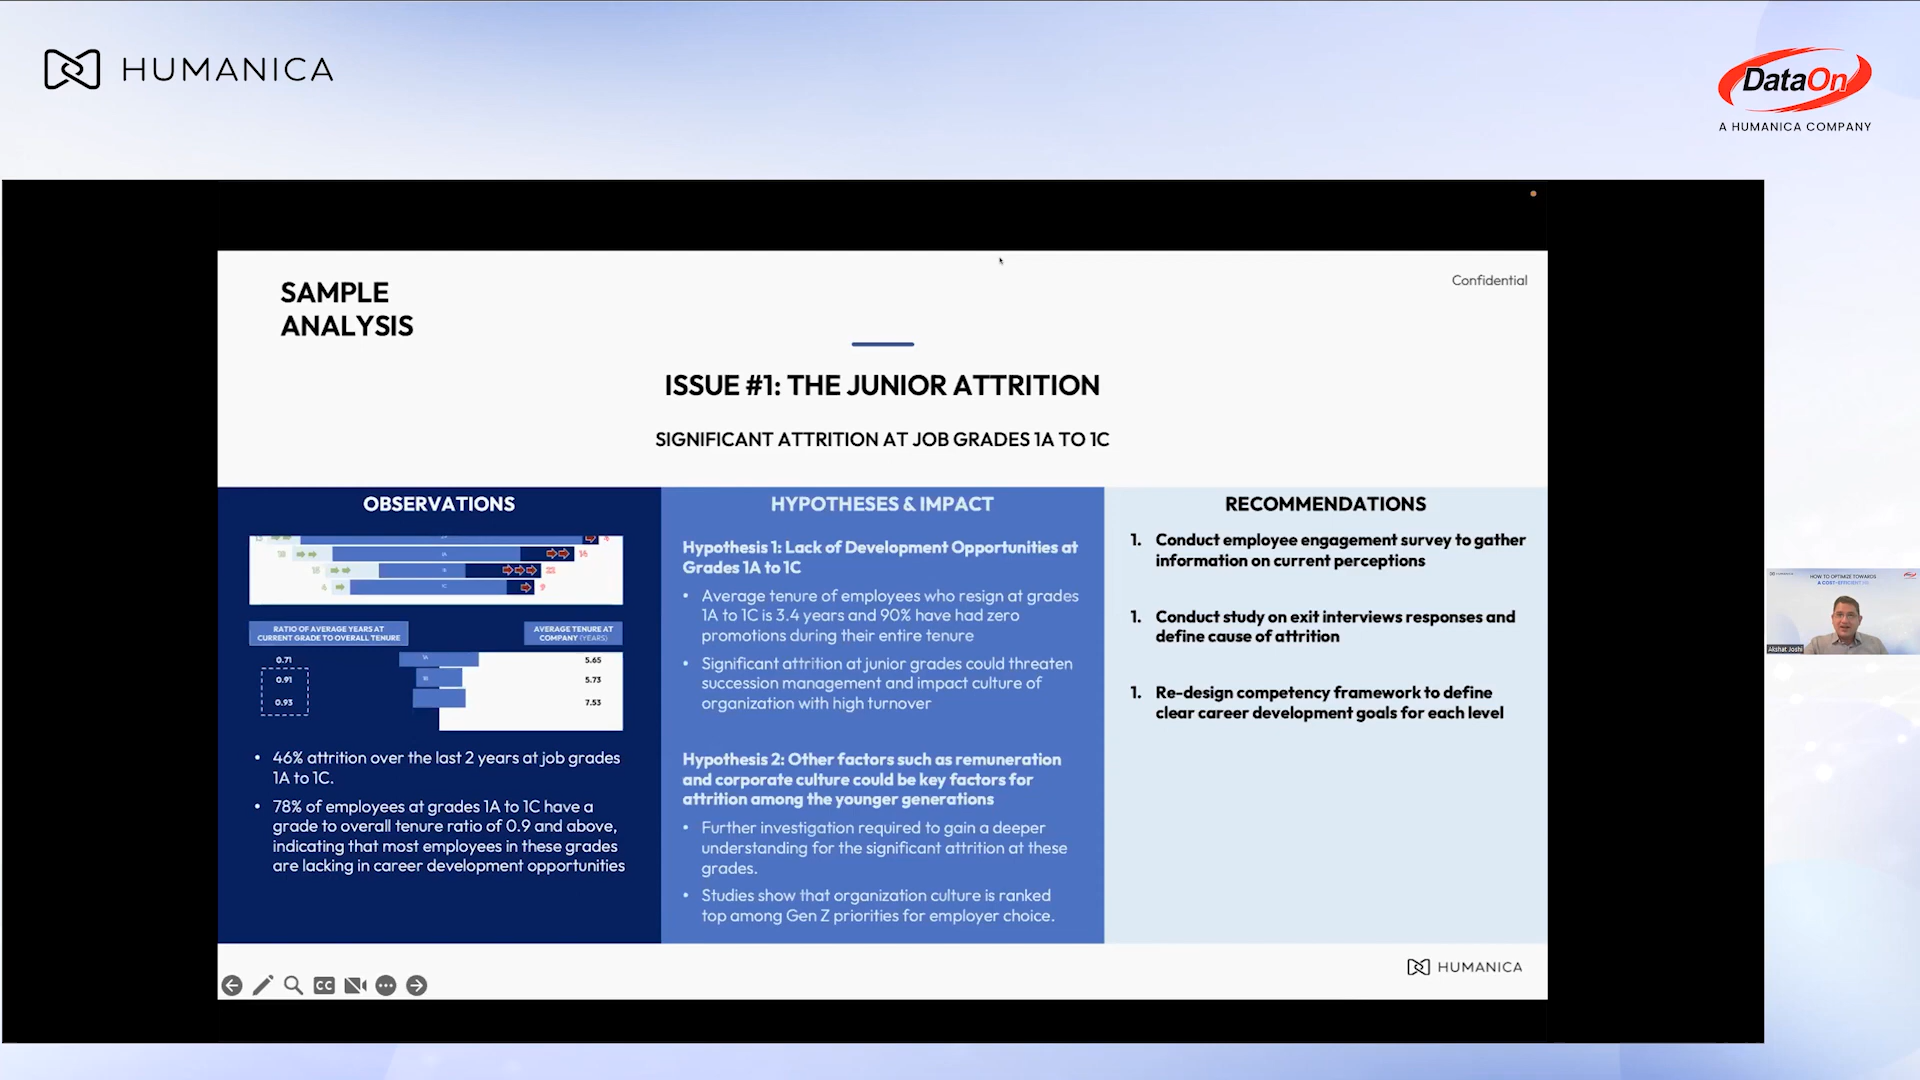 HUMANICA
DataOn
A HUMANICA COMPANY
Confidential
SAMPLE
ANALYSIS
ISSUE #1: THE JUNIOR ATTRITION
SIGNIFICANT ATTRITION AT JOB GRADES 1A TO 1C
OBSERVATIONS
RATIO OF AVERAGE YEARS AT
CURRENT GRADE TO OVERALL TENURE
AVERAGE TENURE AT
COMPANY (YEARS)
0.71
5.65
0.91
5.73
0.93
7.53
• 46% attrition over the last 2 years at job grades
1A to 1C.
• 78% of employees at grades 1A to 1C have a
grade to overall tenure ratio of 0.9 and above,
indicating that most employees in these grades
are lacking in career development opportunities
HYPOTHESES & IMPACT
Hypothesis 1: Lack of Development Opportunities at
Grades 1A to 1C
• Average tenure of employees who resign at grades
1A to 1C is 3.4 years and 90% have had zero
promotions during their entire tenure
• Significant attrition at junior grades could threaten
succession management and impact culture of
organization with high turnover
Hypothesis 2: Other factors such as remuneration
and corporate culture could be key factors for
attrition among the younger generations
• Further investigation required to gain a deeper
understanding for the significant attrition at these
grades.
• Studies show that organization culture is ranked
top among Gen Z priorities for employer choice.
RECOMMENDATIONS
1. Conduct employee engagement survey to gather
information on current perceptions
1. Conduct study on exit interviews responses and
define cause of attrition
1. Re-design competency framework to define
clear career development goals for each level
HUMANICA
CC
HOW TO OPTIMIZE TOWARDS
A COST-EFFICIENT
Akshat Joshi